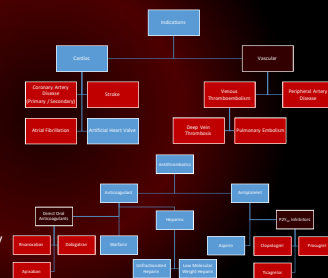 Indications
Cardiac
Vascular
Coronary Artery
Disease
(Primary / Secondary)
Stroke
Venous
Thromboembolism
Peripheral Artery
Disease
Atrial Fibrillation
Artificial Heart Valve
Deep Vein
Thrombosis
Pulmonary Embolism
Antithrombotics
Anticoagulant
Antiplatelet
Direct Oral
Anticoagulants
Heparins
P2Y₁₂ Inhibitors
Rivaroxaban
Dabigatran
Warfarin
Aspirin
Clopidogrel
Prasugrel
Apixaban
Unfractionated
Heparin
Low Molecular
Weight Heparin
Ticagrelor